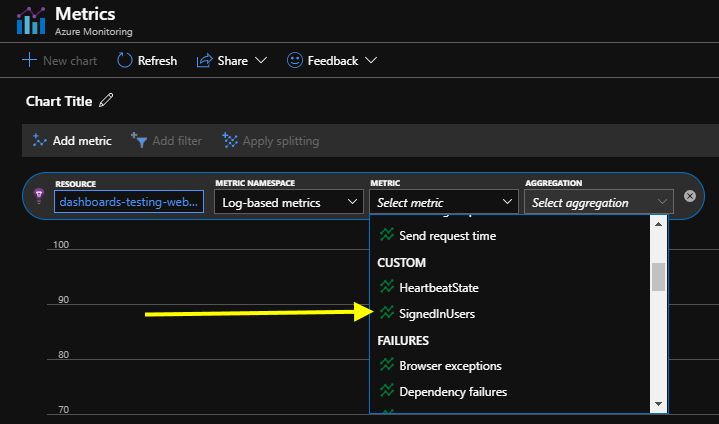 Metrics
Azure Monitoring
New chart Refresh Share Feedback
Chart Title
Add metric Add filter Apply splitting
RESOURCE METRIC NAMESPACE METRIC AGGREGATION
dashboards-testing-web... Log-based metrics Select metric Select aggregation
Send request time
100
CUSTOM
HeartbeatState
90
SignedInUsers
FAILURES
80
Browser exceptions
Dependency failures
70